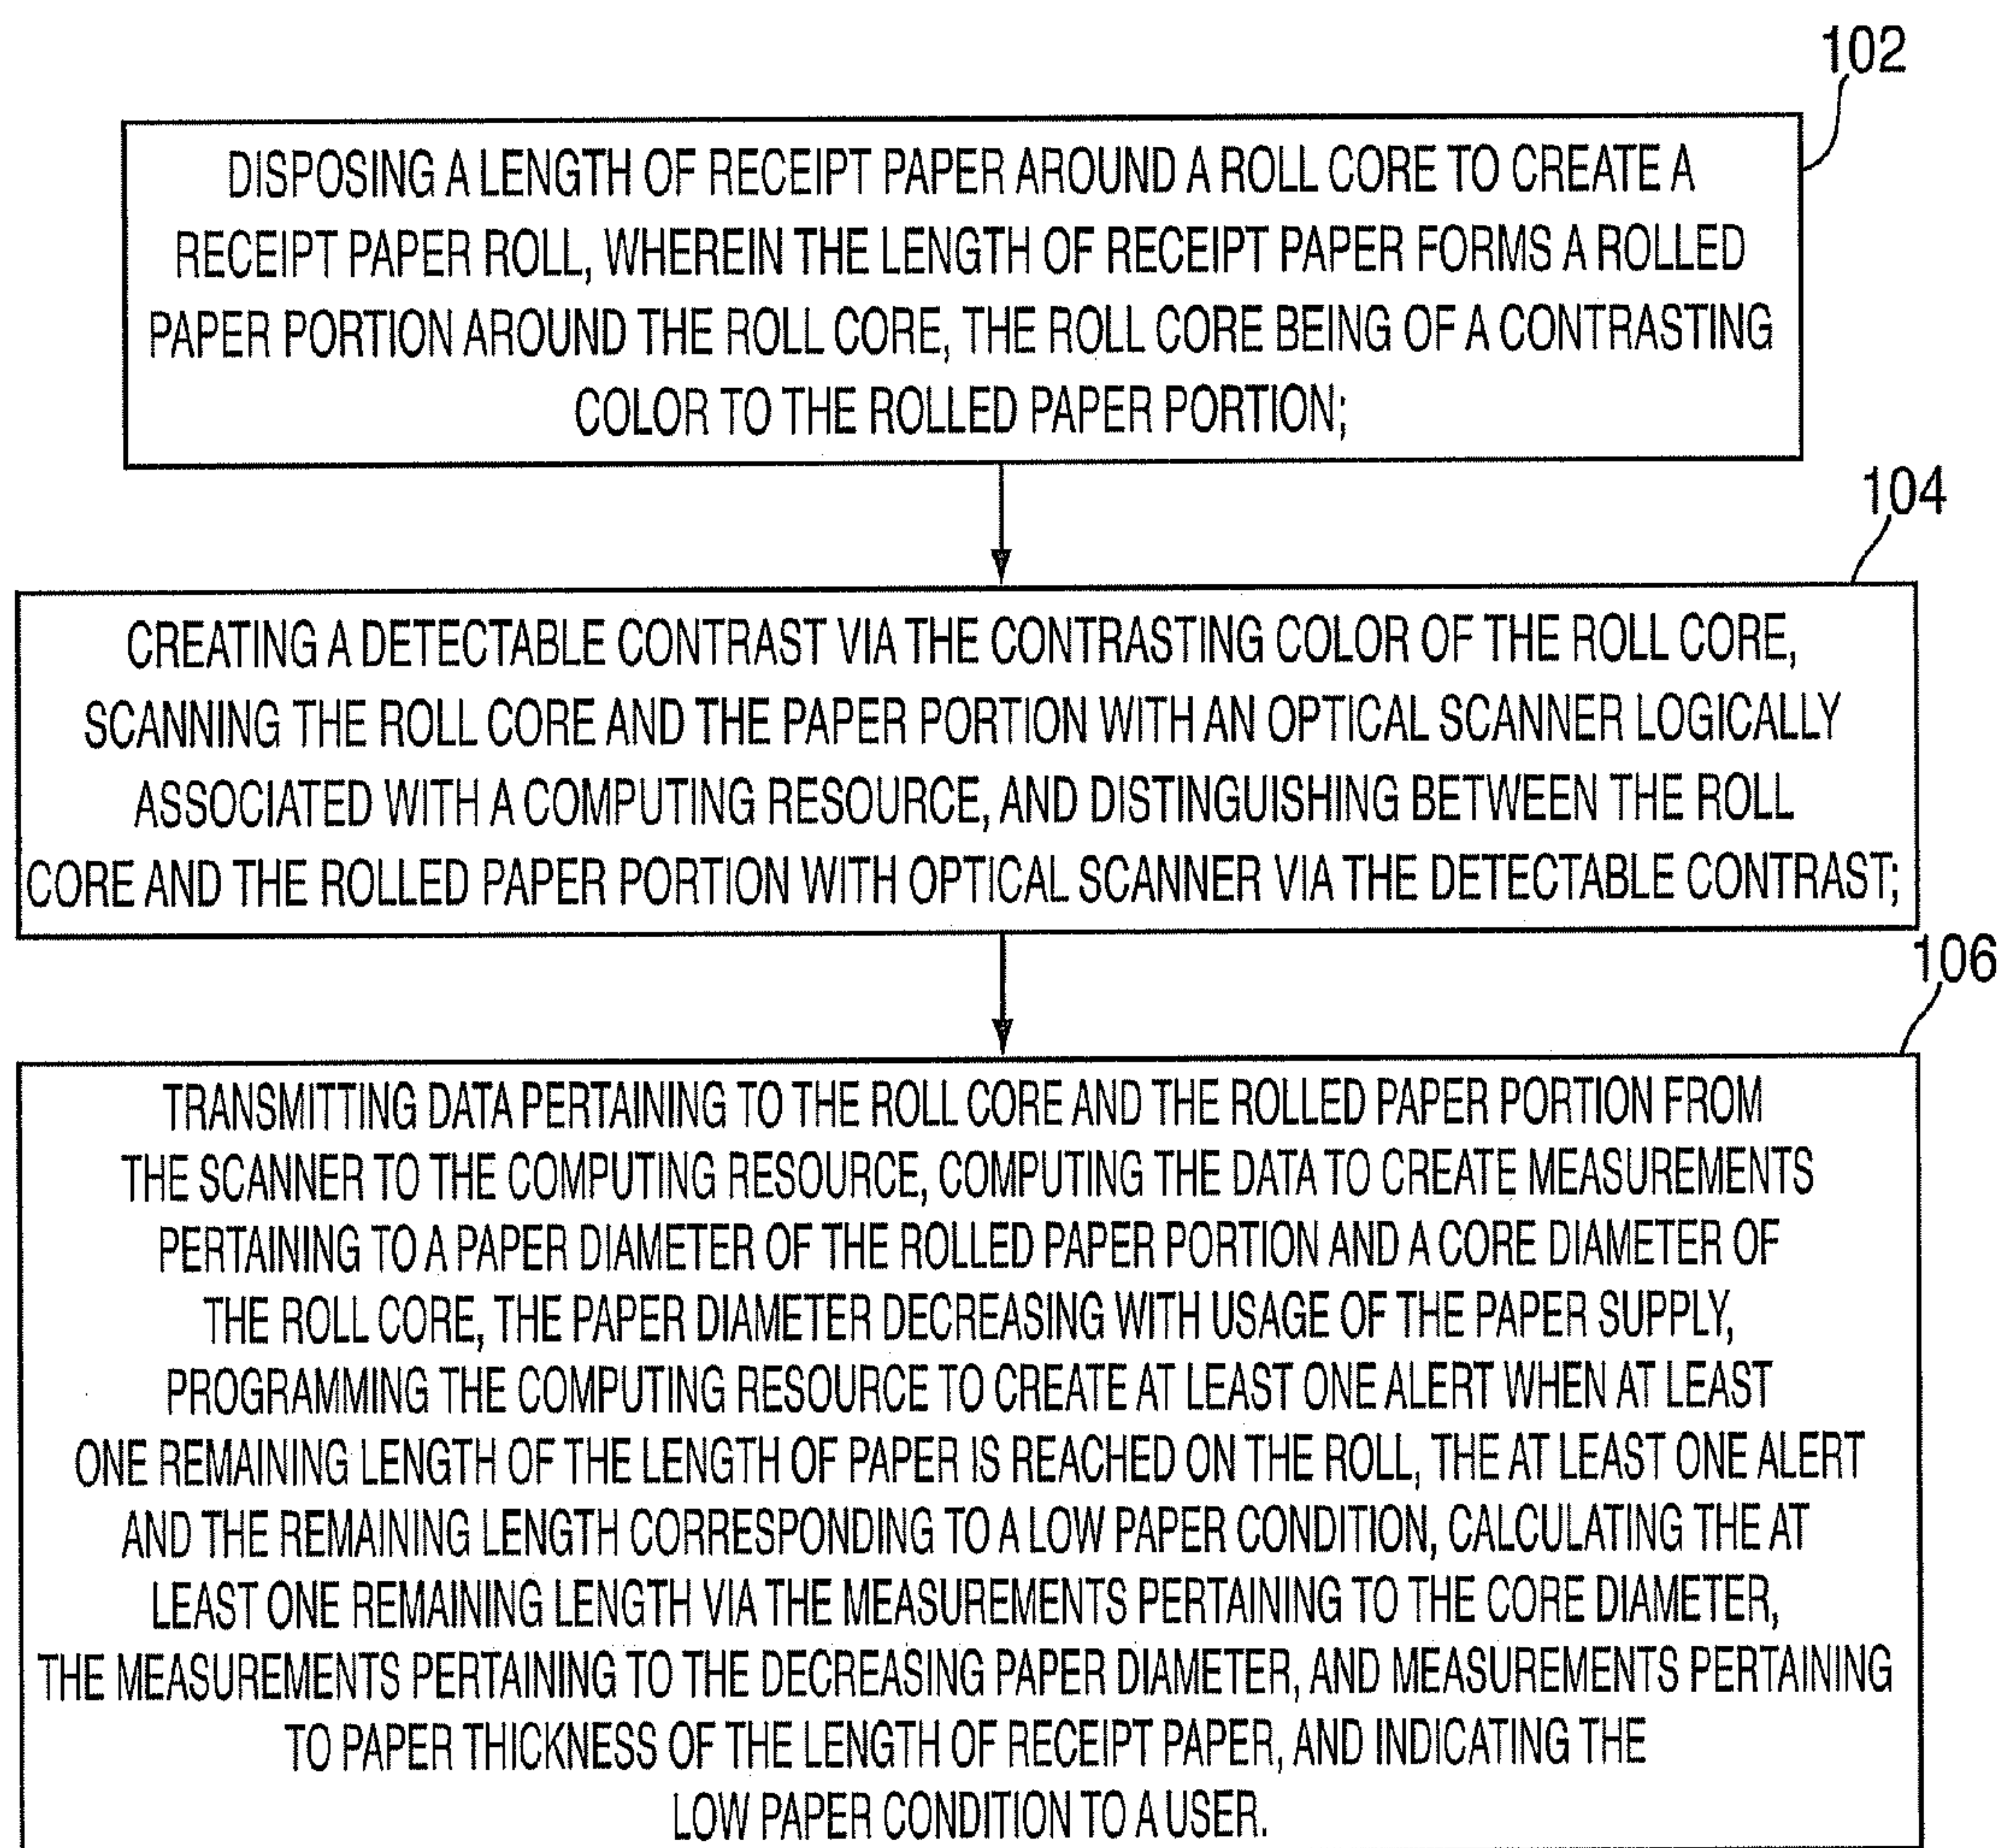 102
DISPOSING A LENGTH OF RECEIPT PAPER AROUND A ROLL CORE TO CREATE A
RECEIPT PAPER ROLL, WHEREIN THE LENGTH OF RECEIPT PAPER FORMS A ROLLED
PAPER PORTION AROUND THE ROLL CORE, THE ROLL CORE BEING OF A CONTRASTING
COLOR TO THE ROLLED PAPER PORTION;
104
CREATING A DETECTABLE CONTRAST VIA THE CONTRASTING COLOR OF THE ROLL CORE,
SCANNING THE ROLL CORE AND THE PAPER PORTION WITH AN OPTICAL SCANNER LOGICALLY
ASSOCIATED WITH A COMPUTING RESOURCE, AND DISTINGUISHING BETWEEN THE ROLL
CORE AND THE ROLLED PAPER PORTION WITH OPTICAL SCANNER VIA THE DETECTABLE CONTRAST;
106
TRANSMITTING DATA PERTAINING TO THE ROLL CORE AND THE ROLLED PAPER PORTION FROM
THE SCANNER TO THE COMPUTING RESOURCE, COMPUTING THE DATA TO CREATE MEASUREMENTS
PERTAINING TO A PAPER DIAMETER OF THE ROLLED PAPER PORTION AND A CORE DIAMETER OF
THE ROLL CORE, THE PAPER DIAMETER DECREASING WITH USAGE OF THE PAPER SUPPLY,
PROGRAMMING THE COMPUTING RESOURCE TO CREATE AT LEAST ONE ALERT WHEN AT LEAST
ONE REMAINING LENGTH OF THE LENGTH OF PAPER IS REACHED ON THE ROLL, THE AT LEAST ONE ALERT
AND THE REMAINING LENGTH CORRESPONDING TO A LOW PAPER CONDITION, CALCULATING THE AT
LEAST ONE REMAINING LENGTH VIA THE MEASUREMENTS PERTAINING TO THE CORE DIAMETER,
THE MEASUREMENTS PERTAINING TO THE DECREASING PAPER DIAMETER, AND MEASUREMENTS PERTAINING
TO PAPER THICKNESS OF THE LENGTH OF RECEIPT PAPER, AND INDICATING THE
LOW PAPER CONDITION TO A USER.